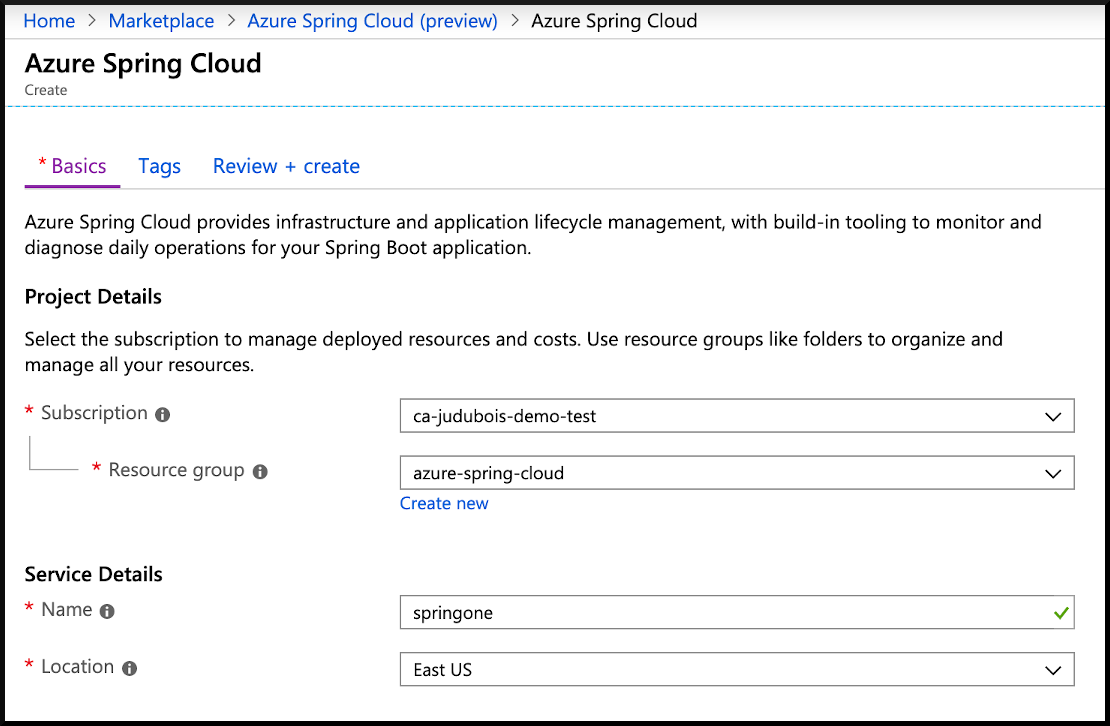 Home > Marketplace > Azure Spring Cloud (preview) > Azure Spring Cloud
Azure Spring Cloud
Create
* Basics Tags Review + create
Azure Spring Cloud provides infrastructure and application lifecycle management, with build-in tooling to monitor and
diagnose daily operations for your Spring Boot application.
Project Details
Select the subscription to manage deployed resources and costs. Use resource groups like folders to organize and
manage all your resources.
* Subscription ca-judubois-demo-test
* Resource group azure-spring-cloud
Create new
Service Details
* Name springone
* Location East US